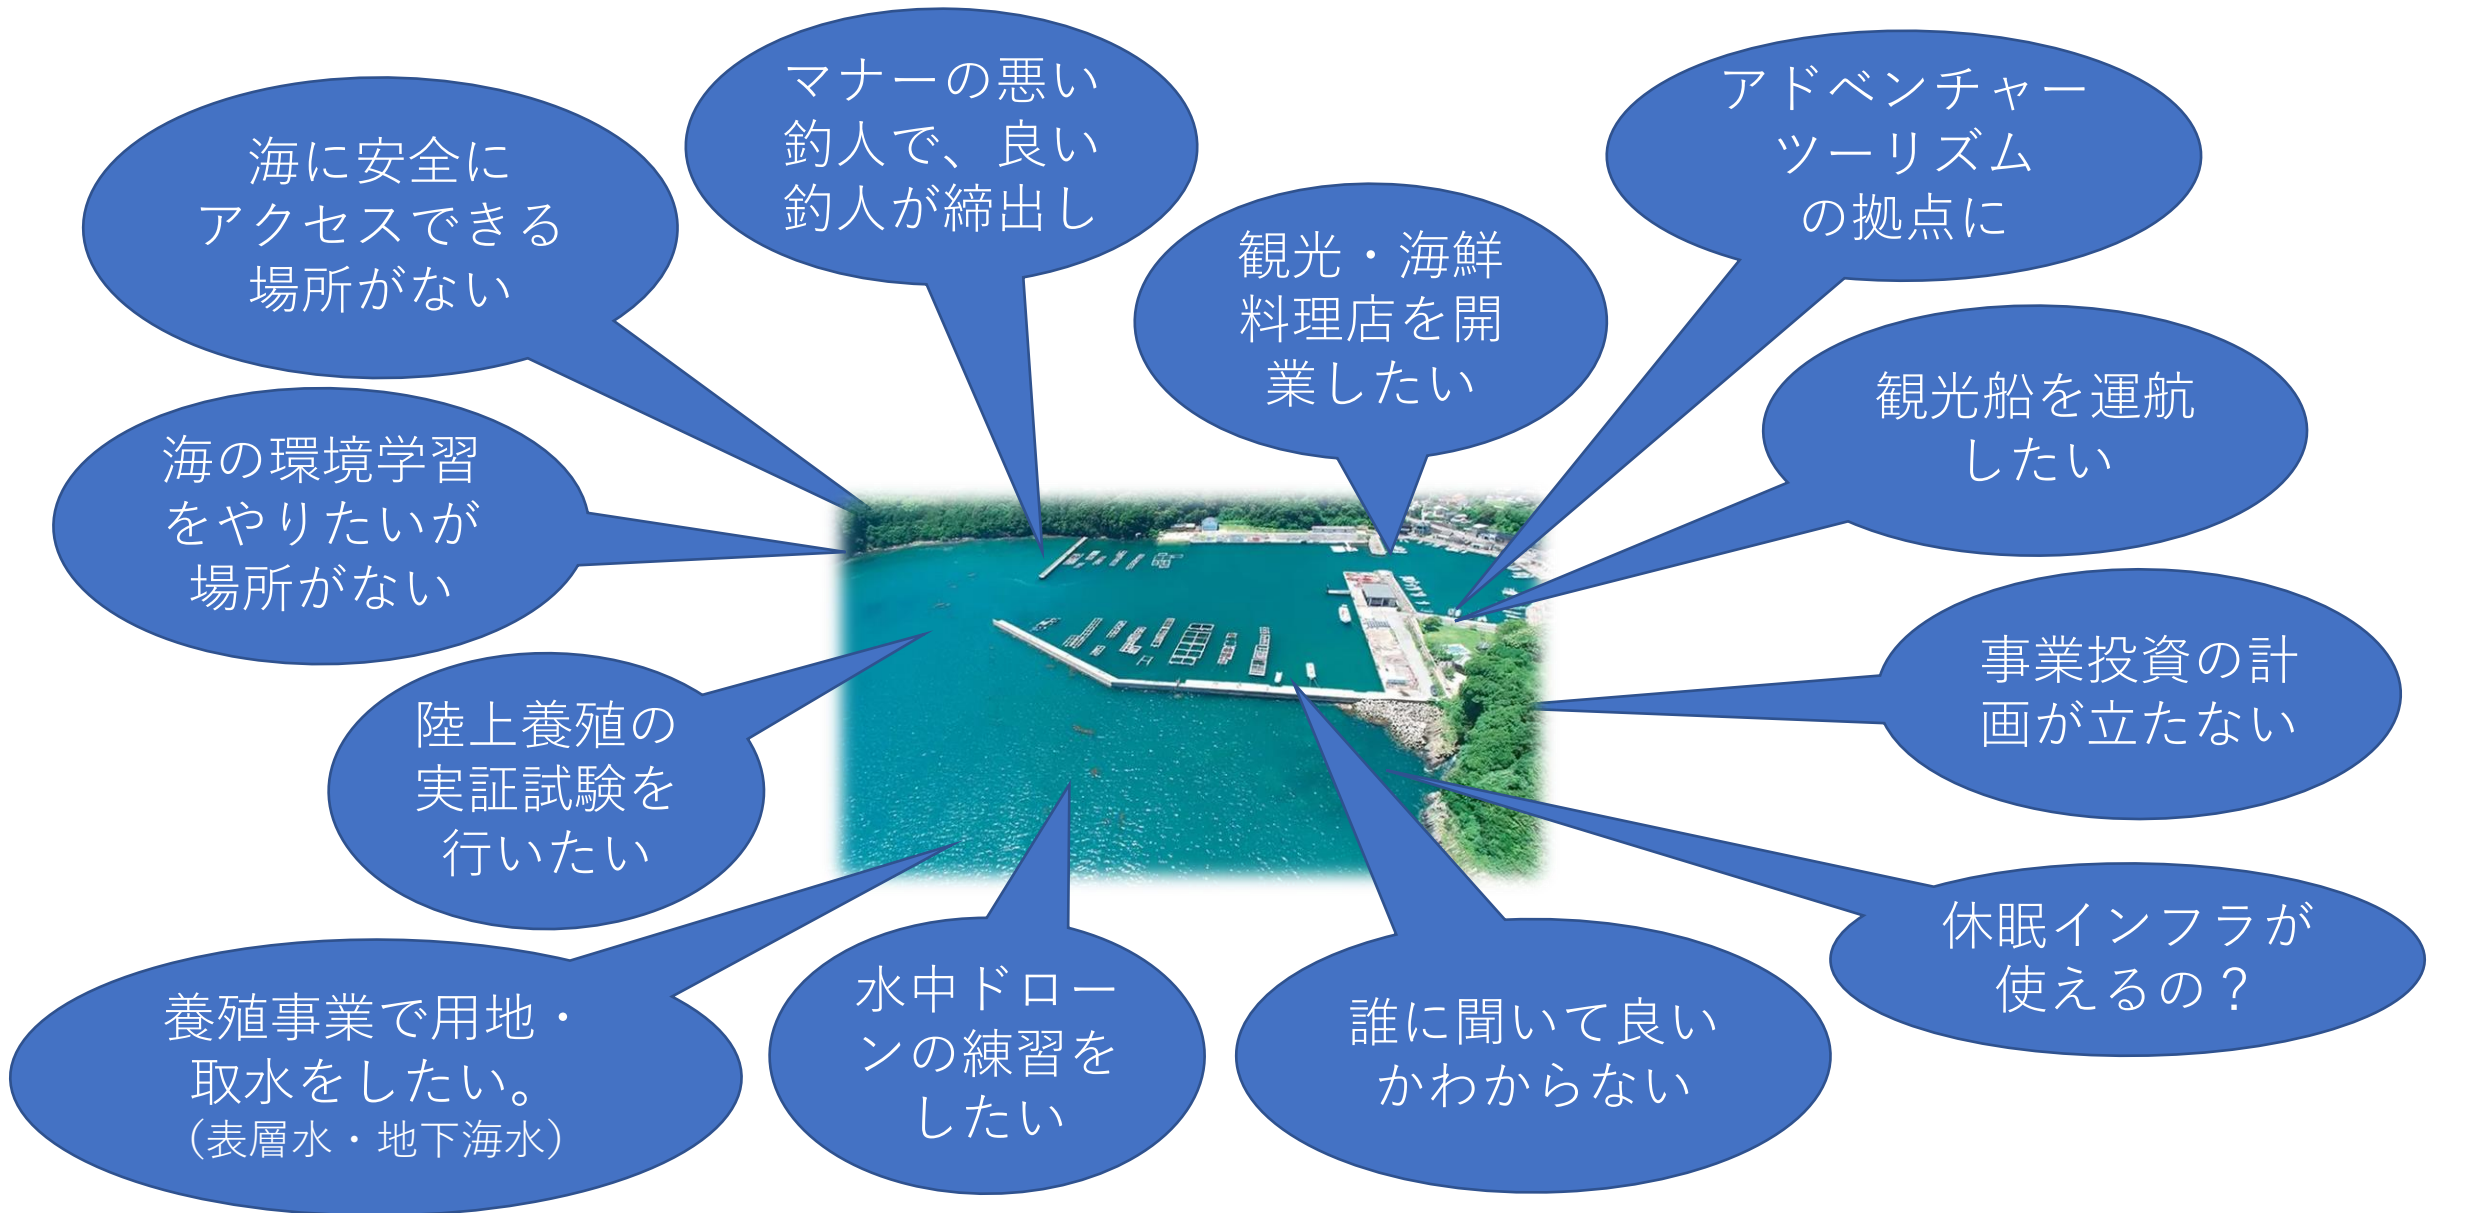 海に安全に
アクセスできる
場所がない
マナーの悪い
釣人で、良い
釣人が締出し
観光・海鮮
料理店を開
業したい
アドベンチャー
ツーリズム
の拠点に
海の環境学習
をやりたいが
場所がない
観光船を運航
したい
陸上養殖の
実証試験を
行いたい
事業投資の計
画が立たない
養殖事業で用地・
取水をしたい。
（表層水・地下海水）
水中ドロー
ンの練習を
したい
誰に聞いて良い
かわからない
休眠インフラが
使えるの？